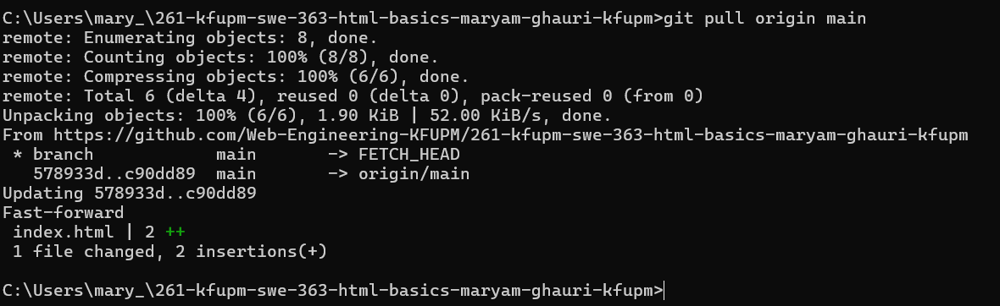 C:\Users\mary_\261-kfupm-swe-363-html-basics-maryam-ghauri-kfupm>git pull origin main
remote: Enumerating objects: 8, done.
remote: Counting objects: 100% (8/8), done.
remote: Compressing objects: 100% (6/6), done.
remote: Total 6 (delta 4), reused 0 (delta 0), pack-reused 0 (from 0)
Unpacking objects: 100% (6/6), 1.90 KiB | 52.00 KiB/s, done.
From https://github.com/Web-Engineering-KFUPM/261-kfupm-swe-363-html-basics-maryam-ghauri-kfupm
 * branch            main       -> FETCH_HEAD
   578933d..c90dd89  main       -> origin/main
Updating 578933d..c90dd89
Fast-forward
 index.html | 2 ++
 1 file changed, 2 insertions(+)
C:\Users\mary_\261-kfupm-swe-363-html-basics-maryam-ghauri-kfupm>